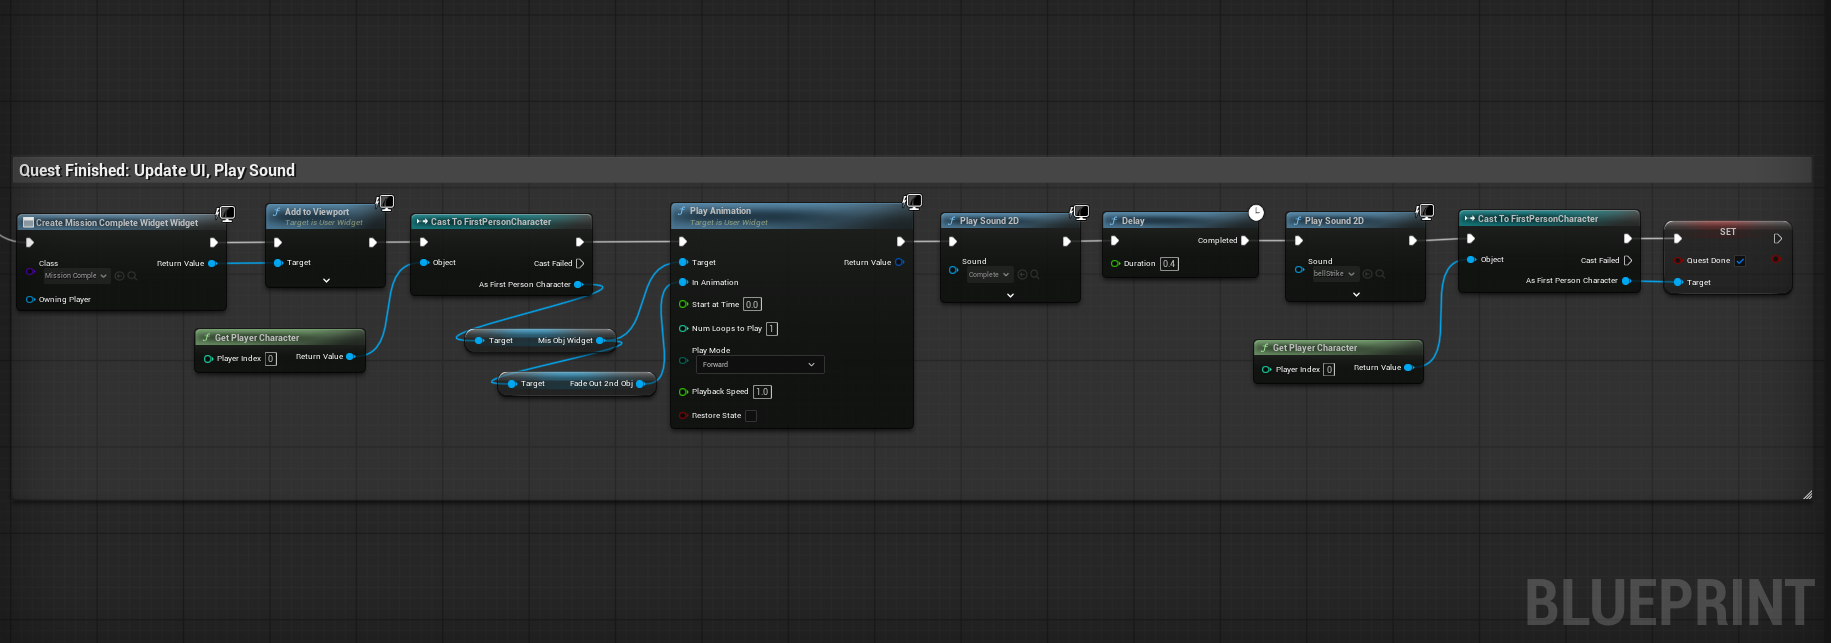 Quest Finished: Update UI, Play Sound
Create Mission Complete Widget Widget
Class
Mission Comple
Return Value
Owning Player
Add to Viewport
Target is User Widget
Target
Get Player Character
Player Index 0
Return Value
Cast To FirstPersonCharacter
Object
Cast Failed
As First Person Character
Target Mis Obj Widget
Target Fade Out 2nd Obj
Play Animation
Target is User Widget
Target
Return Value
In Animation
Start at Time 0.0
Num Loops to Play 1
Play Mode
Forward
Playback Speed 1.0
Restore State
Play Sound 2D
Sound
Complete
Delay
Completed
Duration 0.4
Play Sound 2D
Sound
bellStrike
Get Player Character
Player Index 0
Return Value
Cast To FirstPersonCharacter
Object
Cast Failed
As First Person Character
SET
Quest Done
Target
BLUEPRINT